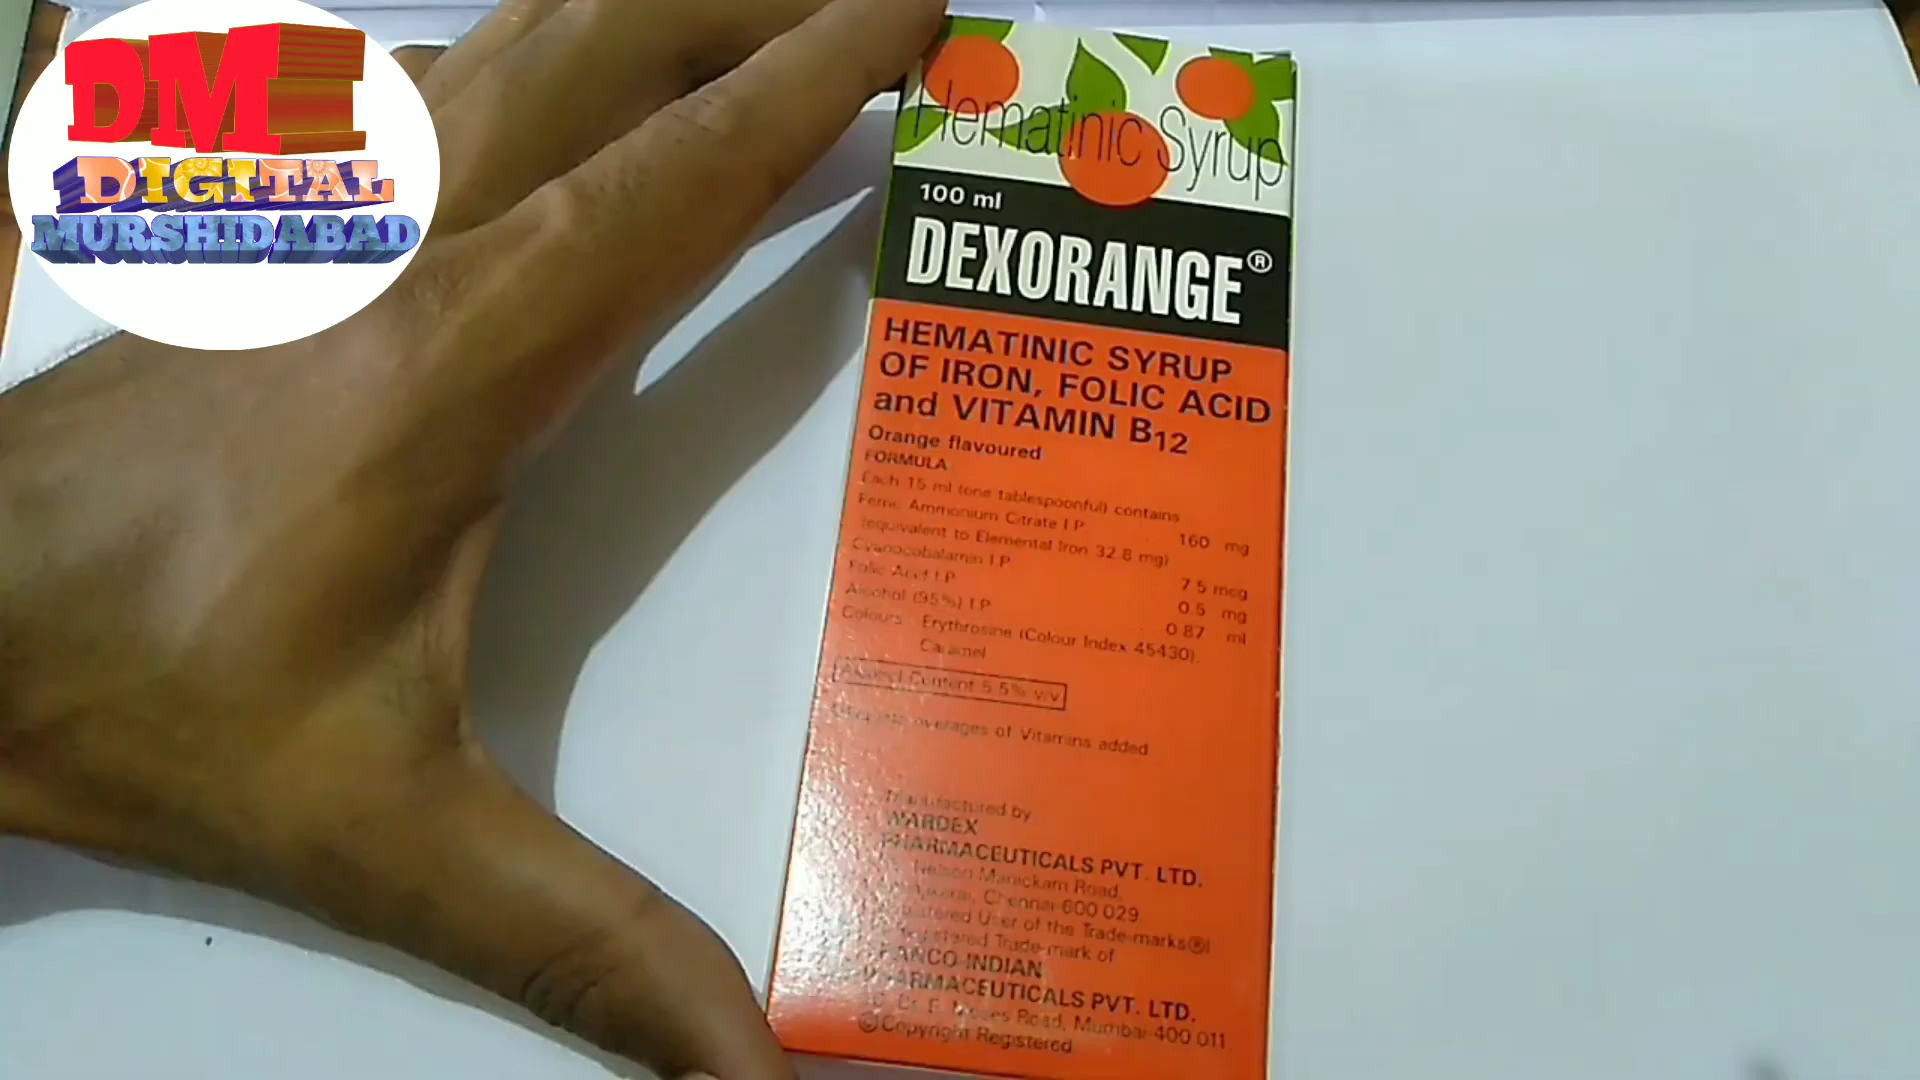 DM
DIGITAL
MURSHIDABAD
Hematinic Syrup
100 ml
DEXORANGE®
HEMATINIC SYRUP
OF IRON, FOLIC ACID
and VITAMIN B12
Orange flavoured
FORMULA
Each 15 ml (one tablespoonful) contains
Ferric Ammonium Citrate I.P. 160 mg
(equivalent to Elemental Iron 32.8 mg)
Cyanocobalamin I.P. 7.5 mcg
Folic Acid I.P. 0.5 mg
Alcohol (95%) I.P. 0.87 ml
Colours: Erythrosine (Colour Index 45430),
Caramel
Alcohol Content 5.5% v/v
overages of Vitamins added
Manufactured by
WARDEX
PHARMACEUTICALS PVT. LTD.
Nelson Manickam Road,
Chennai-600 029.
Registered User of the Trade-marks®
Registered Trade-mark of
FRANCO-INDIAN
PHARMACEUTICALS PVT. LTD.
Dr. E. Moses Road, Mumbai-400 011
©Copyright Registered